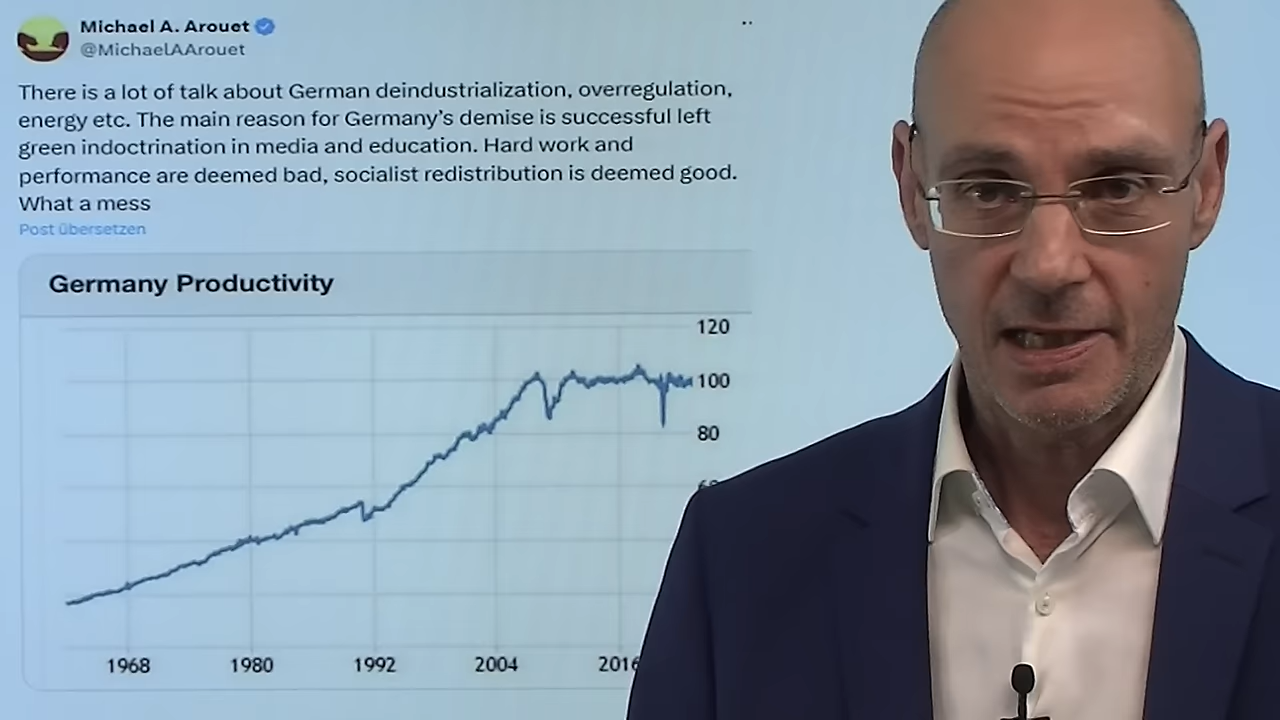 Michael A. Arouet
@MichaelAArouet
There is a lot of talk about German deindustrialization, overregulation,
energy etc. The main reason for Germany's demise is successful left
green indoctrination in media and education. Hard work and
performance are deemed bad, socialist redistribution is deemed good.
What a mess
Post übersetzen
Germany Productivity
120
100
80
1968 1980 1992 2004 2016